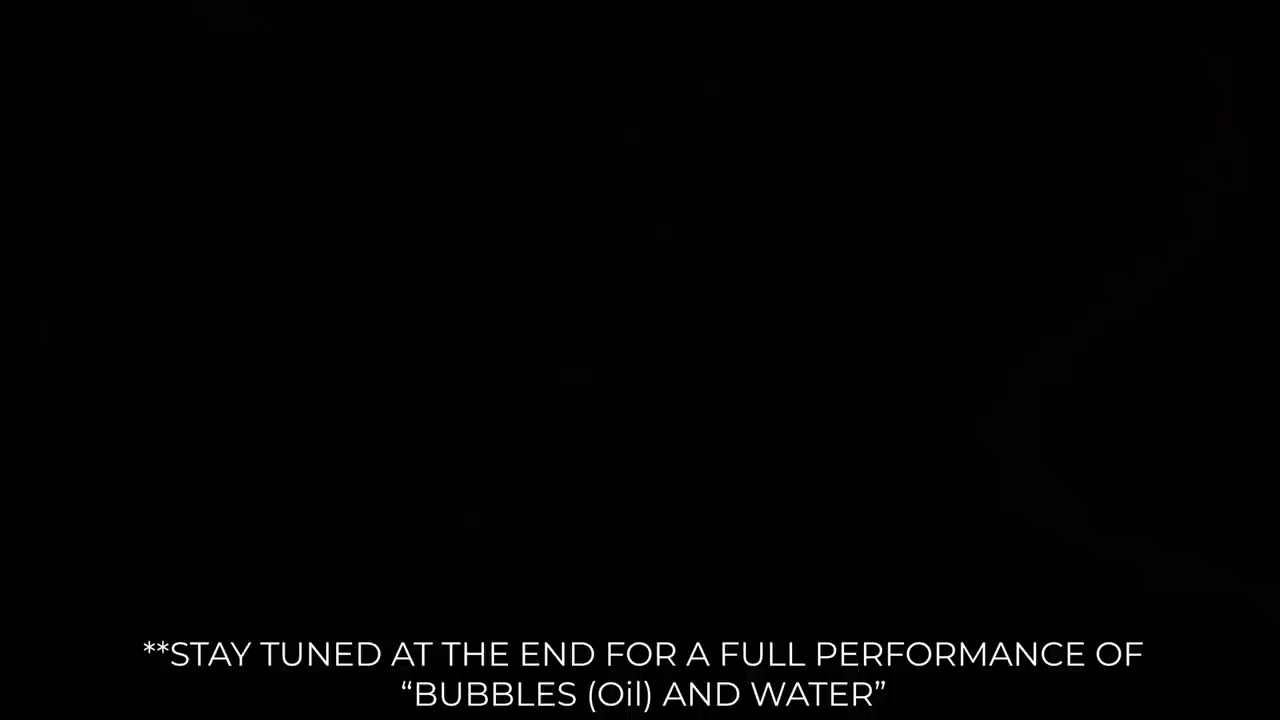 **STAY TUNED AT THE END FOR A FULL PERFORMANCE OF
“BUBBLES (Oil) AND WATER”